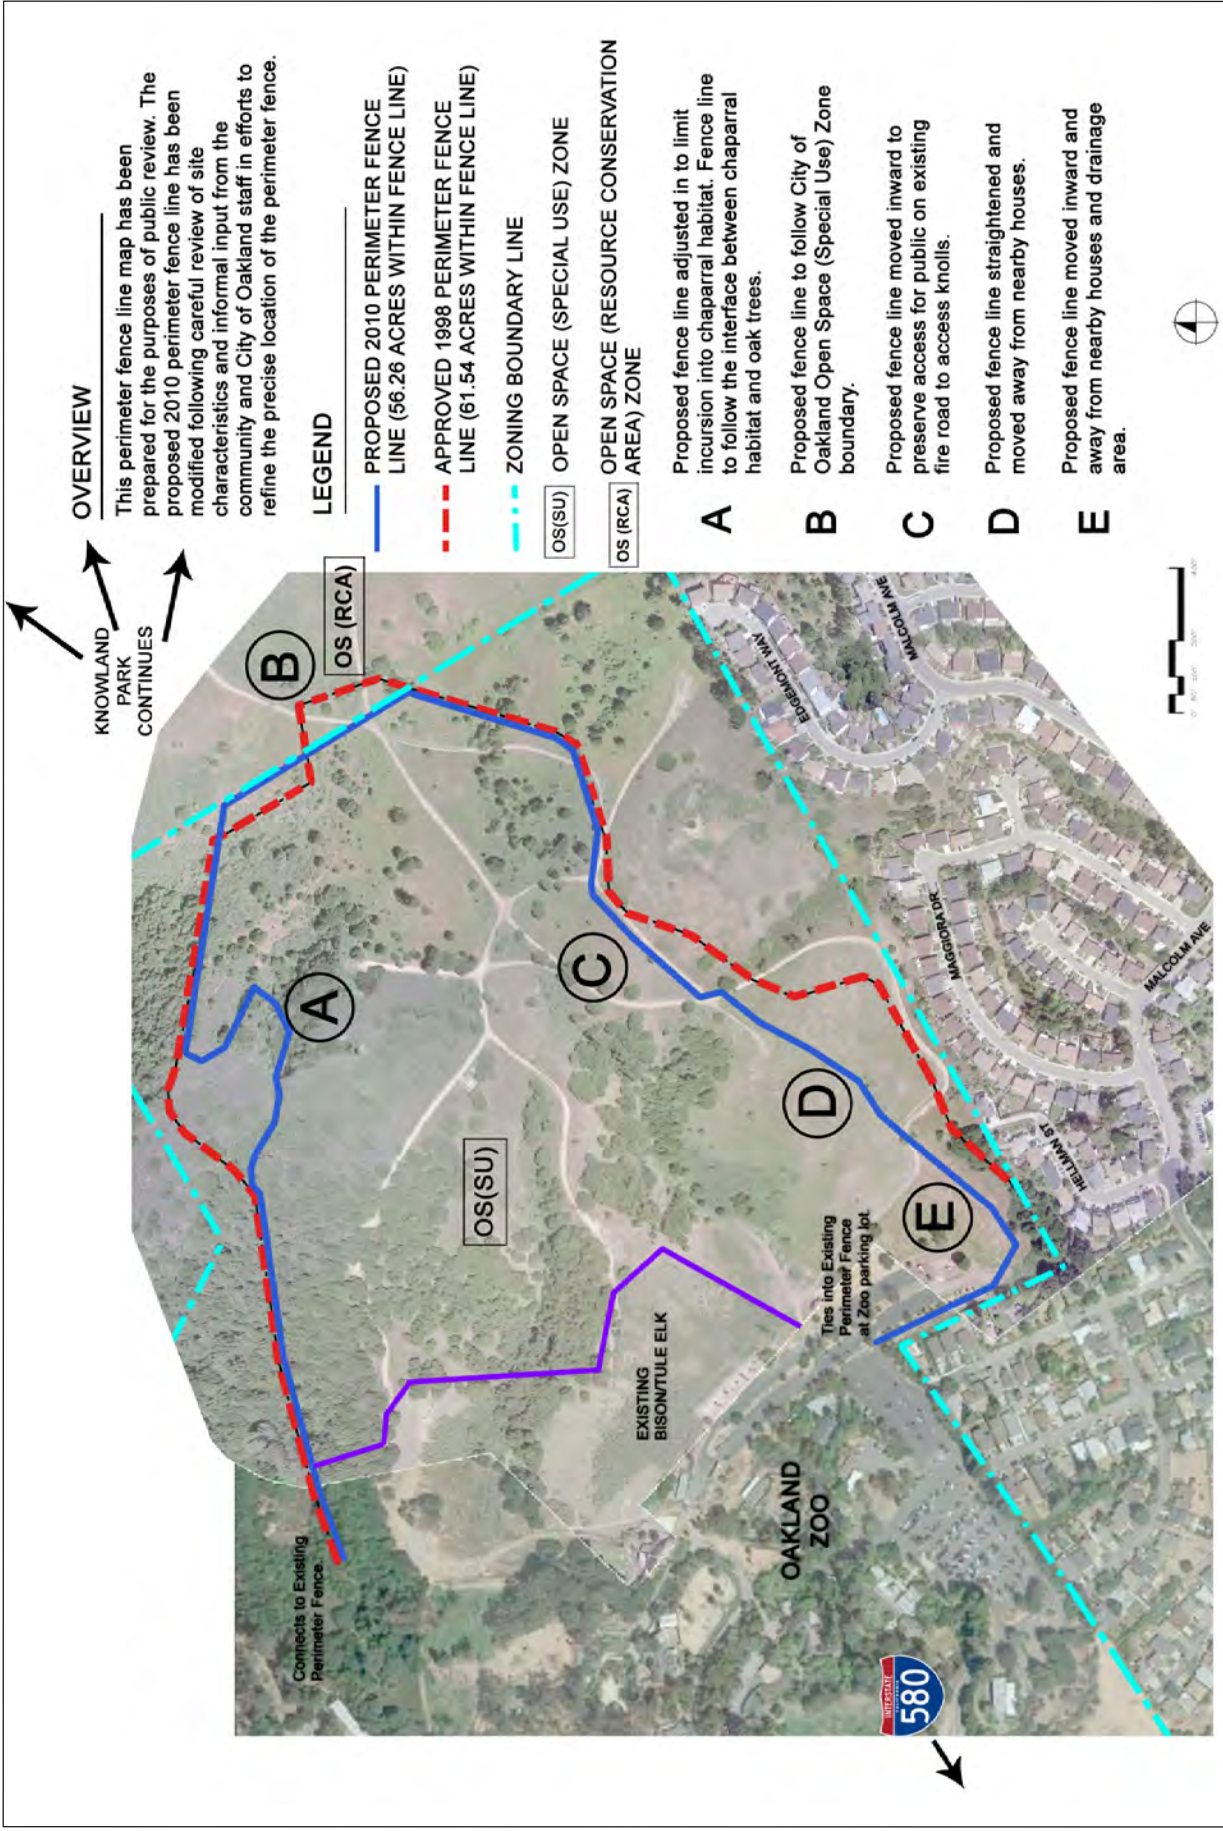 OVERVIEW
This perimeter fence line map has been
prepared for the purposes of public review. The
proposed 2010 perimeter fence line has been
modified following careful review of site
characteristics and informal input from the
community and City of Oakland staff in efforts to
refine the precise location of the perimeter fence.
LEGEND
PROPOSED 2010 PERIMETER FENCE
LINE (56.26 ACRES WITHIN FENCE LINE)
APPROVED 1998 PERIMETER FENCE
LINE (61.54 ACRES WITHIN FENCE LINE)
ZONING BOUNDARY LINE
OS(SU) OPEN SPACE (SPECIAL USE) ZONE
OS (RCA) OPEN SPACE (RESOURCE CONSERVATION
AREA) ZONE
A Proposed fence line adjusted in to limit
incursion into chaparral habitat. Fence line
to follow the interface between chaparral
habitat and oak trees.
B Proposed fence line to follow City of
Oakland Open Space (Special Use) Zone
boundary.
C Proposed fence line moved inward to
preserve access for public on existing
fire road to access knolls.
D Proposed fence line straightened and
moved away from nearby houses.
E Proposed fence line moved inward and
away from nearby houses and drainage
area.
KNOWLAND
PARK
CONTINUES
B
OS (RCA)
A
C
D
E
OS(SU)
Connects to Existing
Perimeter Fence
EXISTING
BISON/TULE ELK
Ties into Existing
Perimeter Fence
at Zoo parking lot.
OAKLAND
ZOO
INTERSTATE
CALIFORNIA
580
EDGEMONT WAY
MALCOLM AVE
MAGGIORA DR
MALCOLM AVE
HELLMAN ST